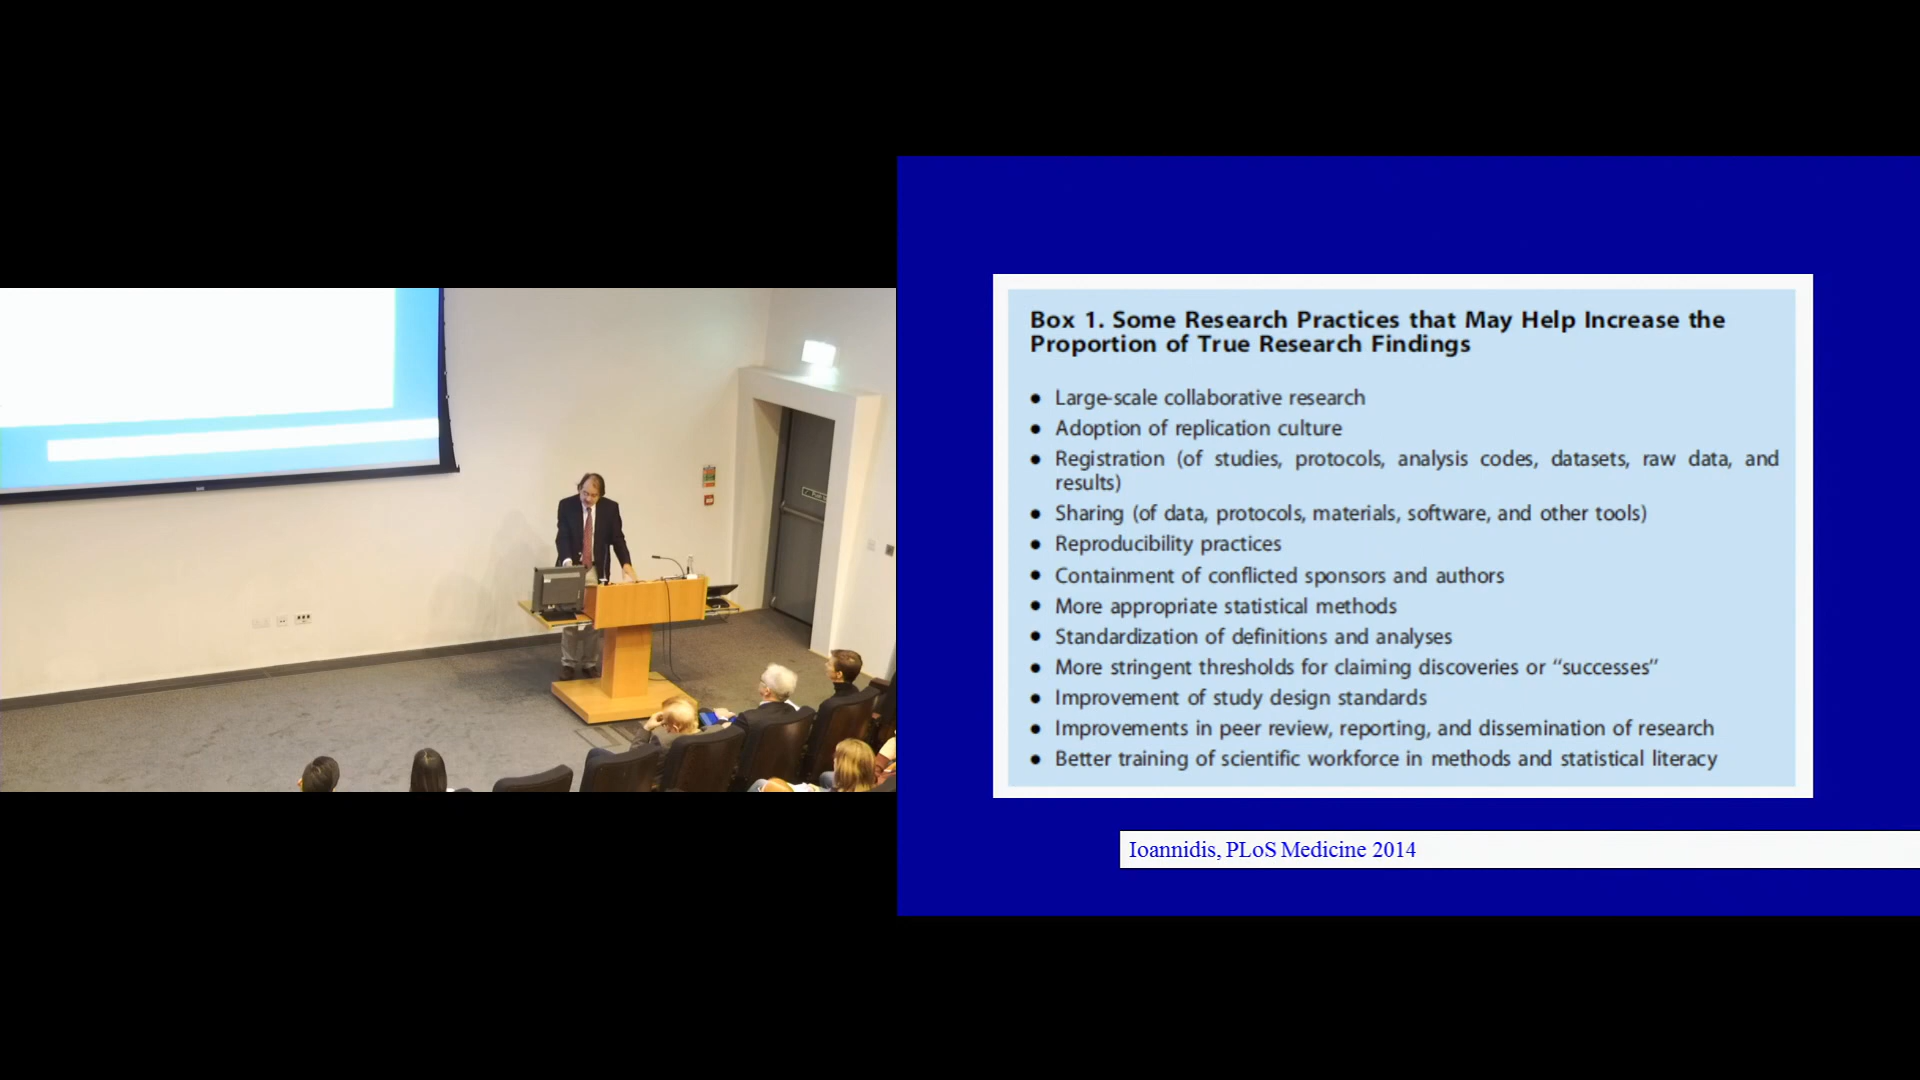 Box 1. Some Research Practices that May Help Increase the
Proportion of True Research Findings
● Large-scale collaborative research
● Adoption of replication culture
● Registration (of studies, protocols, analysis codes, datasets, raw data, and
results)
● Sharing (of data, protocols, materials, software, and other tools)
● Reproducibility practices
● Containment of conflicted sponsors and authors
● More appropriate statistical methods
● Standardization of definitions and analyses
● More stringent thresholds for claiming discoveries or “successes”
● Improvement of study design standards
● Improvements in peer review, reporting, and dissemination of research
● Better training of scientific workforce in methods and statistical literacy
Ioannidis, PLoS Medicine 2014